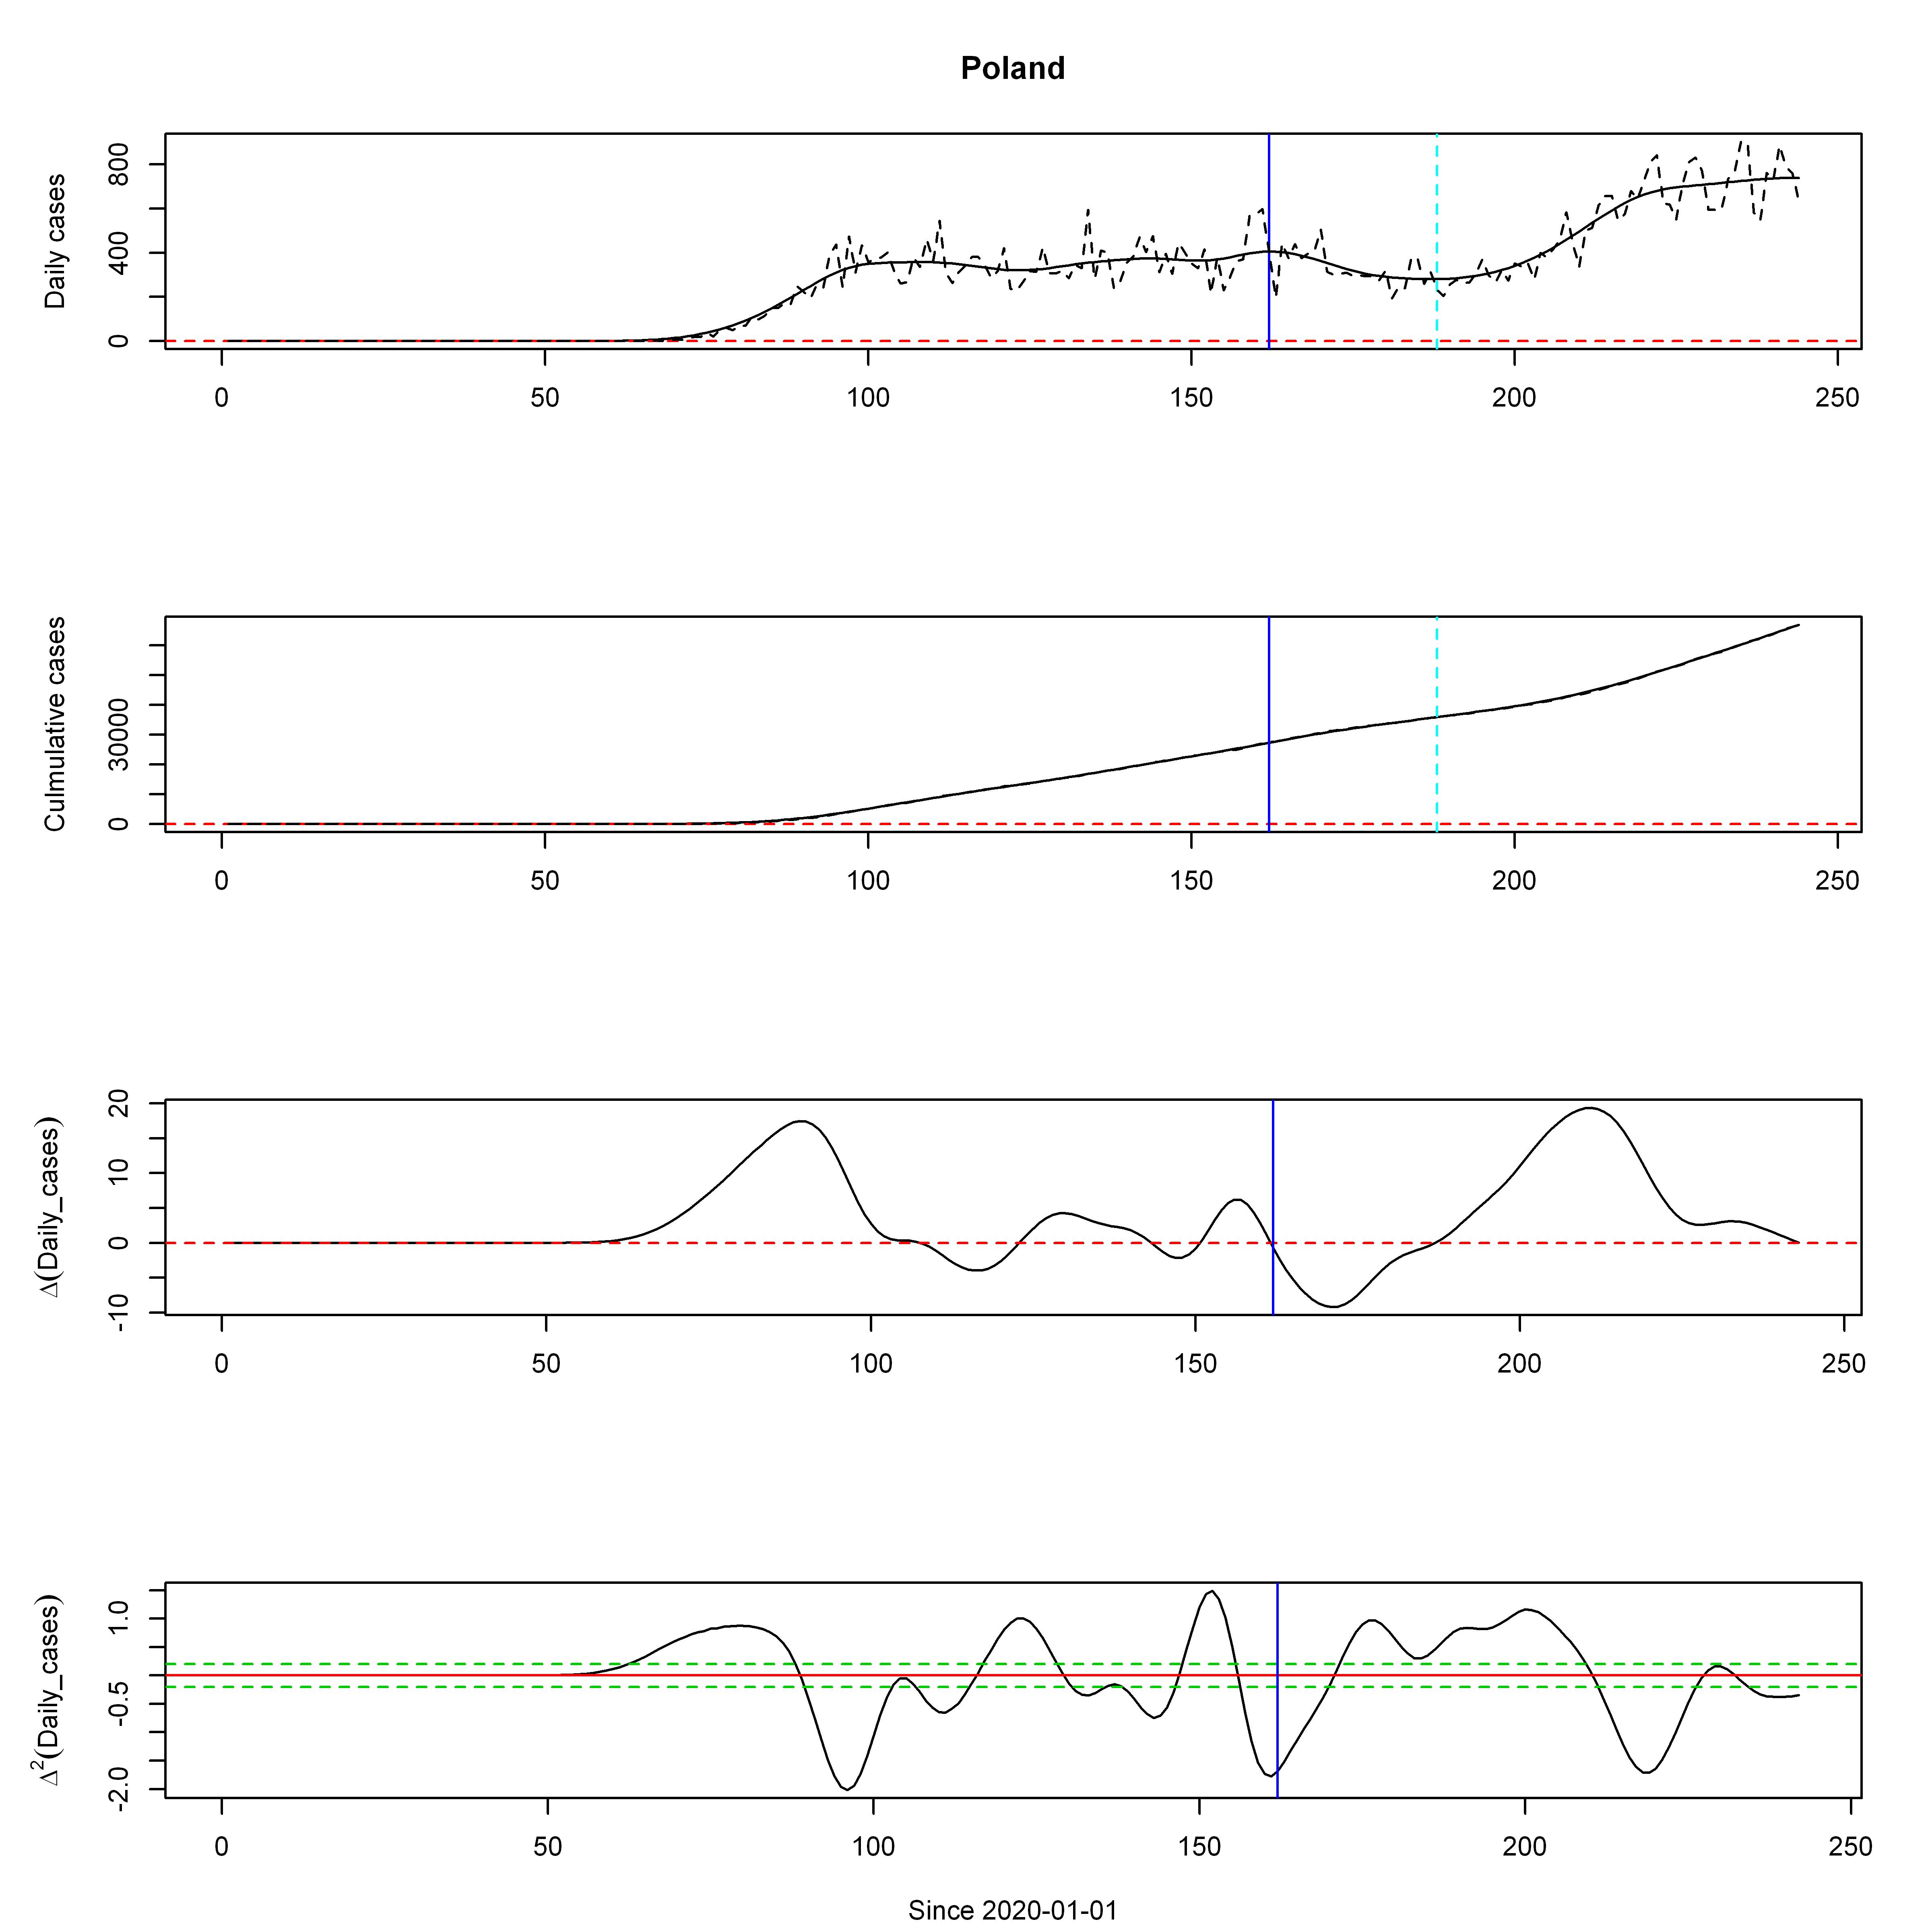 Poland
Daily cases
0 400 800
0 50 100 150 200 250
Culmulative cases
0 30000
0 50 100 150 200 250
Δ(Daily_cases)
-10 0 10 20
0 50 100 150 200 250
Δ²(Daily_cases)
-2.0 -0.5 1.0
0 50 100 150 200 250
Since 2020-01-01